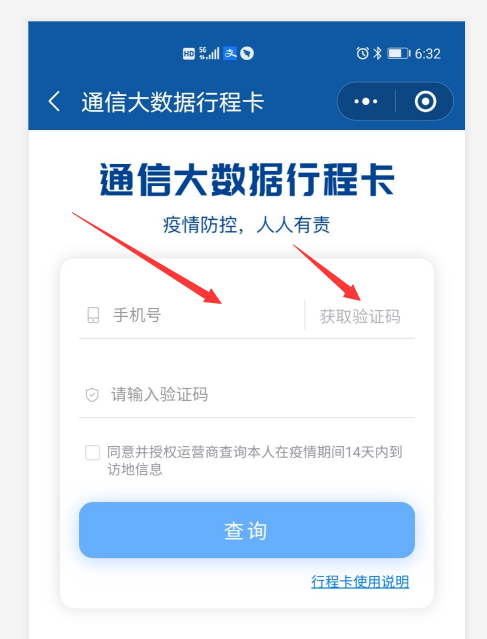 HD 5G 6:32
通信大数据行程卡
通信大数据行程卡
疫情防控，人人有责
手机号 获取验证码
请输入验证码
同意并授权运营商查询本人在疫情期间14天内到
访地信息
查询
行程卡使用说明